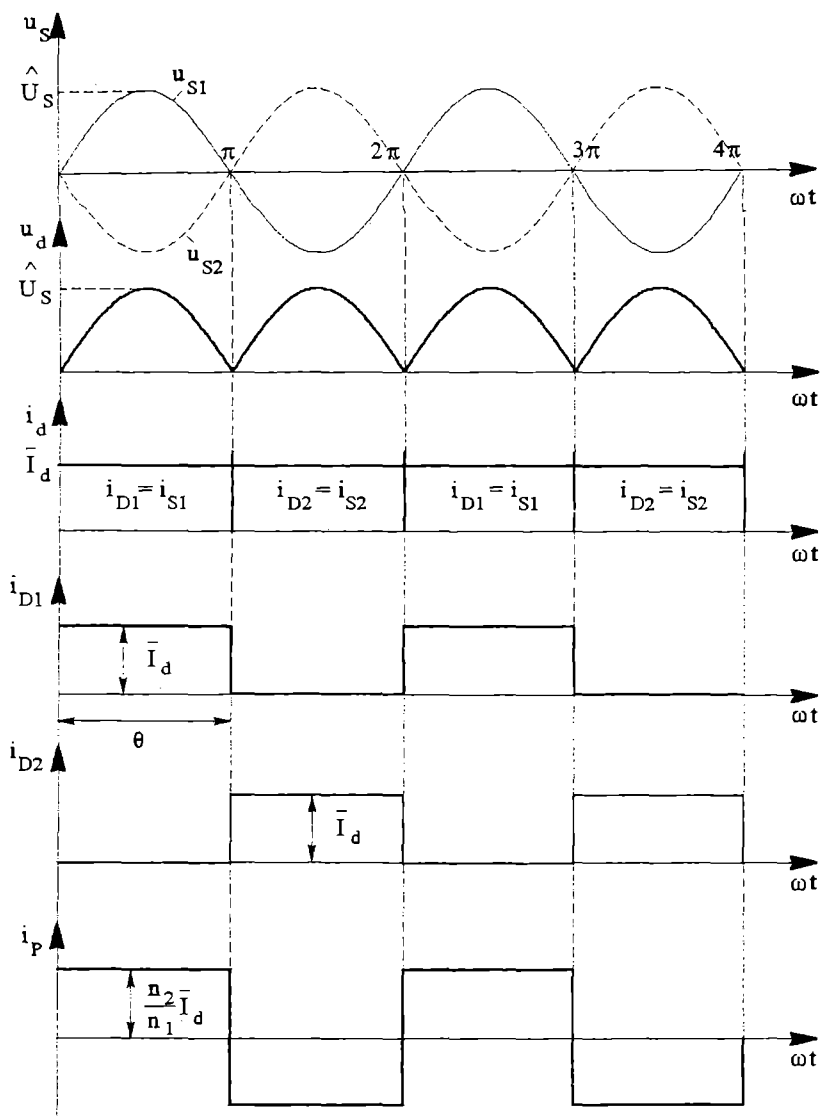 u_S
Û_S
u_S1
π 2π 3π 4π
ωt
u_d
u_S2
Û_S
ωt
i_d
Ī_d
i_D1 = i_S1 i_D2 = i_S2 i_D1 = i_S1 i_D2 = i_S2
ωt
i_D1
Ī_d
ωt
θ
i_D2
Ī_d
ωt
i_P
n_2/n_1 Ī_d
ωt